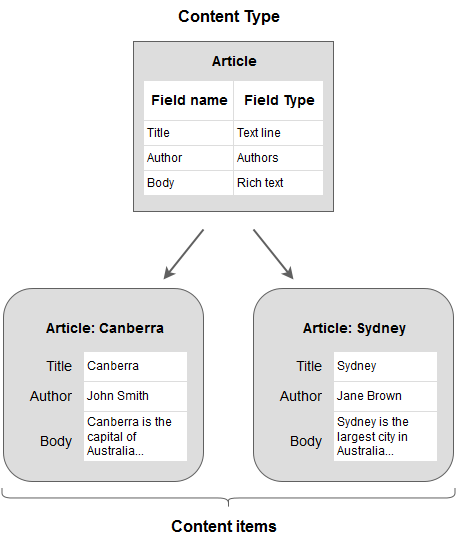 Content Type
Article
Field name Field Type
Title Text line
Author Authors
Body Rich text
Article: Canberra
Title Canberra
Author John Smith
Body Canberra is the
capital of
Australia...
Article: Sydney
Title Sydney
Author Jane Brown
Body Sydney is the
largest city in
Australia...
Content items